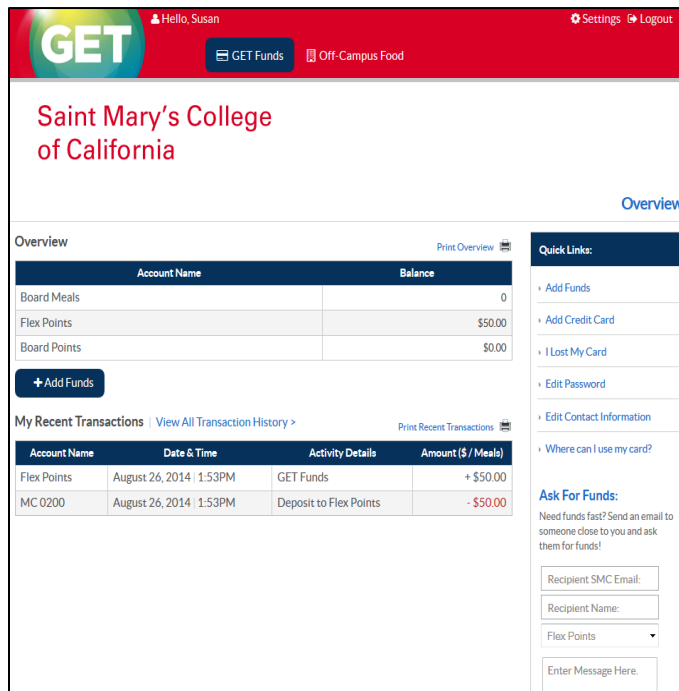 GET
Hello, Susan
Settings Logout
GET Funds Off-Campus Food
Saint Mary's College
of California
Overview
Overview
Print Overview
Account Name Balance
Board Meals 0
Flex Points $50.00
Board Points $0.00
+ Add Funds
My Recent Transactions | View All Transaction History >
Print Recent Transactions
Account Name Date & Time Activity Details Amount ($ / Meals)
Flex Points August 26, 2014 | 1:53PM GET Funds + $50.00
MC 0200 August 26, 2014 | 1:53PM Deposit to Flex Points - $50.00
Quick Links:
Add Funds
Add Credit Card
I Lost My Card
Edit Password
Edit Contact Information
Where can I use my card?
Ask For Funds:
Need funds fast? Send an email to
someone close to you and ask
them for funds!
Recipient SMC Email:
Recipient Name:
Flex Points
Enter Message Here.